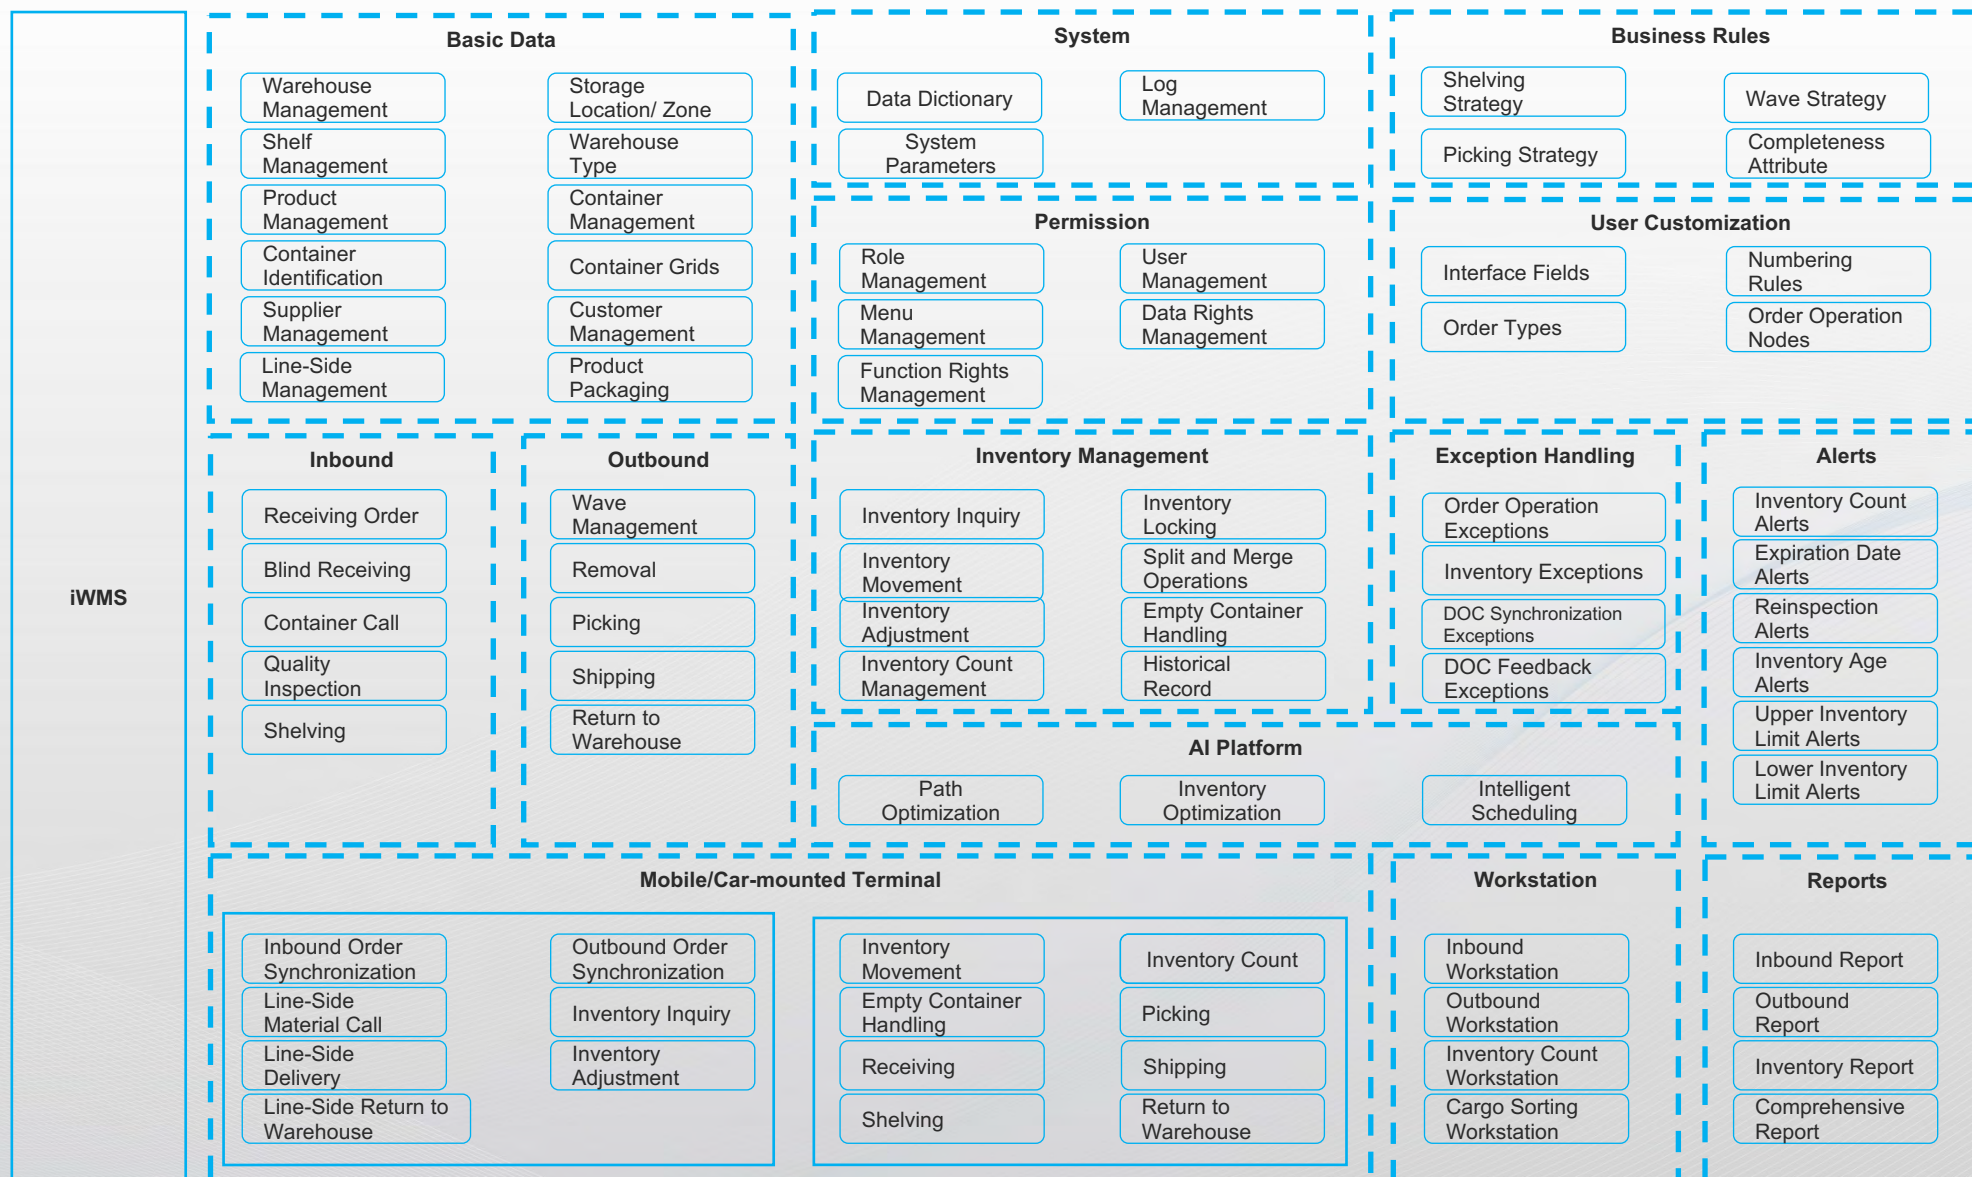 iWMS
Basic Data
Warehouse
Management
Storage
Location/ Zone
Shelf
Management
Warehouse
Type
Product
Management
Container
Management
Container
Identification
Container Grids
Supplier
Management
Customer
Management
Line-Side
Management
Product
Packaging
System
Data Dictionary
Log
Management
System
Parameters
Permission
Role
Management
User
Management
Menu
Management
Data Rights
Management
Function Rights
Management
Business Rules
Shelving
Strategy
Wave Strategy
Picking Strategy
Completeness
Attribute
User Customization
Interface Fields
Numbering
Rules
Order Types
Order Operation
Nodes
Inbound
Receiving Order
Blind Receiving
Container Call
Quality
Inspection
Shelving
Outbound
Wave
Management
Removal
Picking
Shipping
Return to
Warehouse
Inventory Management
Inventory Inquiry
Inventory
Locking
Inventory
Movement
Split and Merge
Operations
Inventory
Adjustment
Empty Container
Handling
Inventory Count
Management
Historical
Record
Exception Handling
Order Operation
Exceptions
Inventory Exceptions
DOC Synchronization
Exceptions
DOC Feedback
Exceptions
Alerts
Inventory Count
Alerts
Expiration Date
Alerts
Reinspection
Alerts
Inventory Age
Alerts
Upper Inventory
Limit Alerts
Lower Inventory
Limit Alerts
AI Platform
Path
Optimization
Inventory
Optimization
Intelligent
Scheduling
Mobile/Car-mounted Terminal
Inbound Order
Synchronization
Outbound Order
Synchronization
Line-Side
Material Call
Inventory Inquiry
Line-Side
Delivery
Inventory
Adjustment
Line-Side Return to
Warehouse
Inventory
Movement
Inventory Count
Empty Container
Handling
Picking
Receiving
Shipping
Shelving
Return to
Warehouse
Workstation
Inbound
Workstation
Outbound
Workstation
Inventory Count
Workstation
Cargo Sorting
Workstation
Reports
Inbound Report
Outbound
Report
Inventory Report
Comprehensive
Report